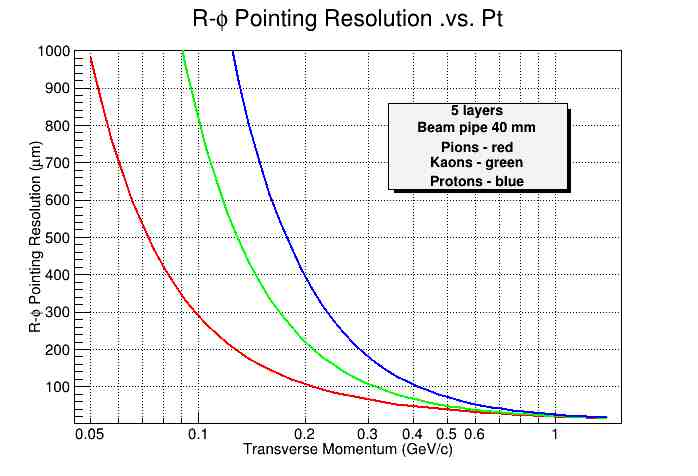 R-ϕ Pointing Resolution .vs. Pt
R-ϕ Pointing Resolution (μm)
1000
900
800
700
600
500
400
300
200
100
5 layers
Beam pipe 40 mm
Pions - red
Kaons - green
Protons - blue
0.05 0.1 0.2 0.3 0.4 0.5 0.6 1
Transverse Momentum (GeV/c)